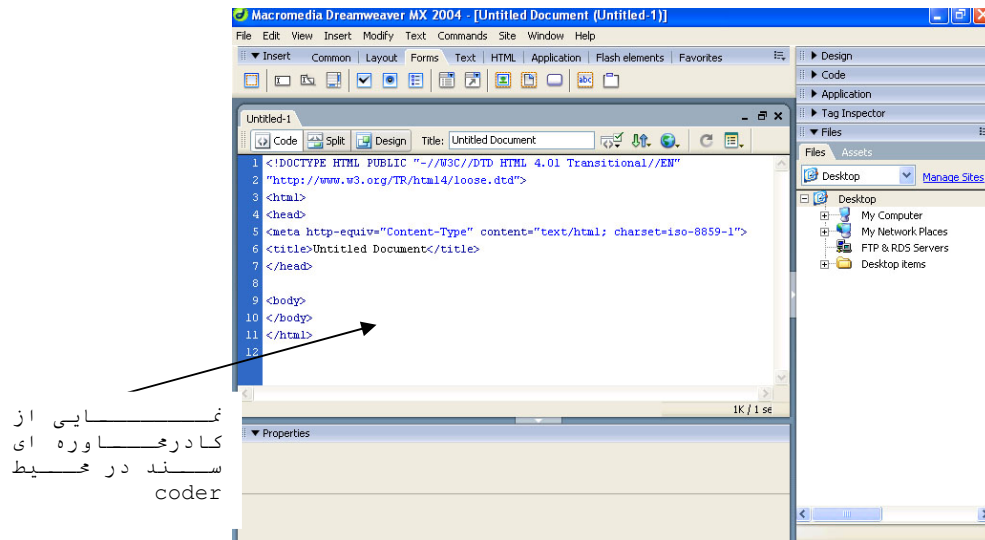 Macromedia Dreamweaver MX 2004 - [Untitled Document (Untitled-1)]
File Edit View Insert Modify Text Commands Site Window Help
Insert Common Layout Forms Text HTML Application Flash elements Favorites
abc abc
Untitled-1
Code Split Design Title: Untitled Document
1 <!DOCTYPE HTML PUBLIC "-//W3C//DTD HTML 4.01 Transitional//EN"
2 "http://www.w3.org/TR/html4/loose.dtd">
3 <html>
4 <head>
5 <meta http-equiv="Content-Type" content="text/html; charset=iso-8859-1">
6 <title>Untitled Document</title>
7 </head>
8
9 <body>
10 </body>
11 </html>
12
1K / 1 se
Properties
Design
Code
Application
Tag Inspector
Files
Files Assets
Desktop Manage Sites
Desktop
My Computer
My Network Places
FTP & RDS Servers
Desktop items
نمایی از
کادرمحاوره ای
سند در محیط
coder